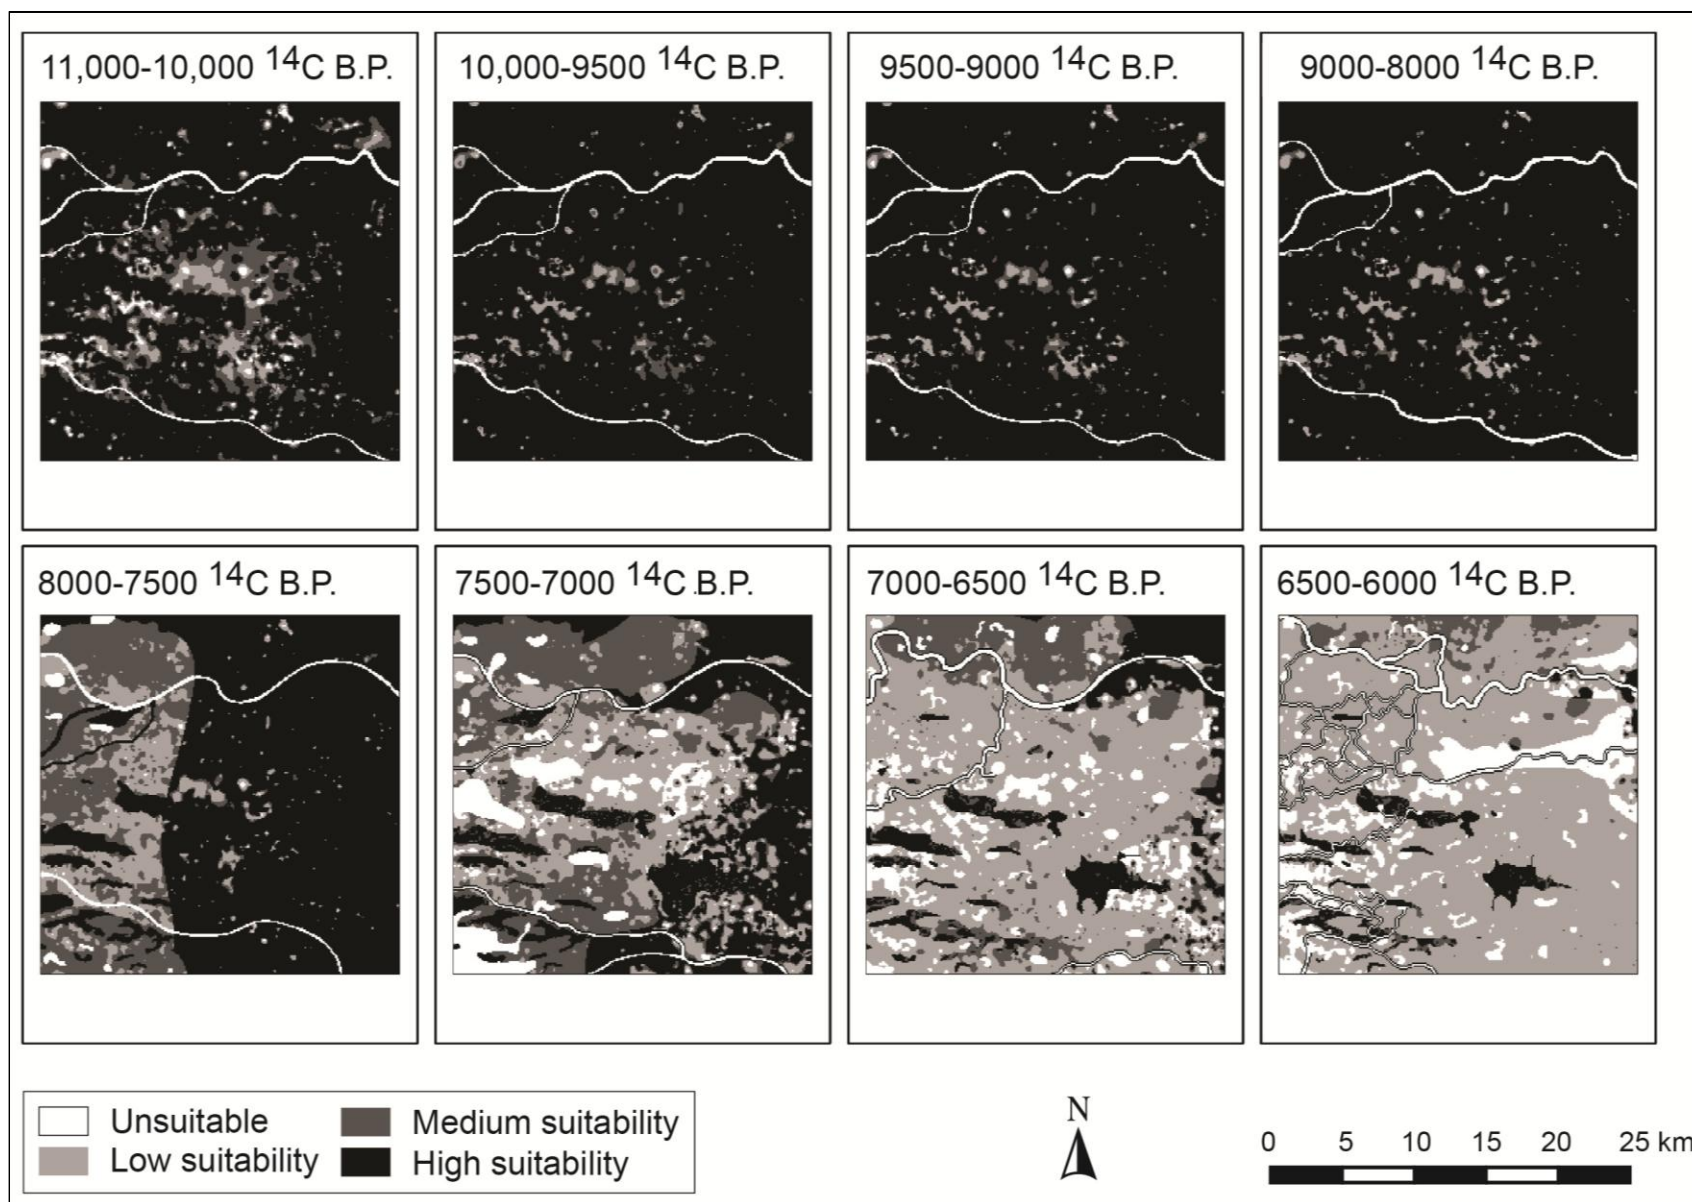 11,000-10,000 ¹⁴C B.P.
10,000-9500 ¹⁴C B.P.
9500-9000 ¹⁴C B.P.
9000-8000 ¹⁴C B.P.
8000-7500 ¹⁴C B.P.
7500-7000 ¹⁴C B.P.
7000-6500 ¹⁴C B.P.
6500-6000 ¹⁴C B.P.
Unsuitable
Medium suitability
Low suitability
High suitability
N
0 5 10 15 20 25 km